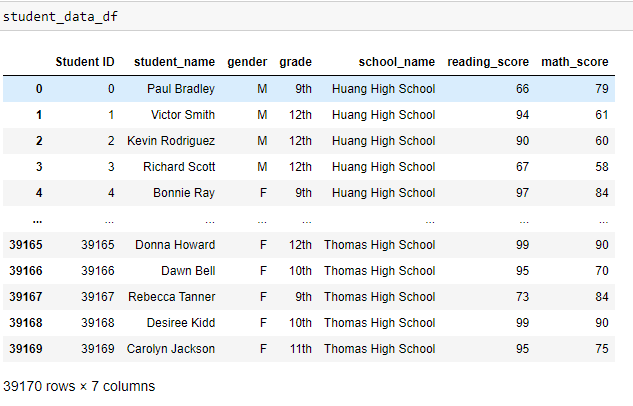 student_data_df
Student ID student_name gender grade school_name reading_score math_score
0 0 Paul Bradley M 9th Huang High School 66 79
1 1 Victor Smith M 12th Huang High School 94 61
2 2 Kevin Rodriguez M 12th Huang High School 90 60
3 3 Richard Scott M 12th Huang High School 67 58
4 4 Bonnie Ray F 9th Huang High School 97 84
... ... ... ... ... ... ... ...
39165 39165 Donna Howard F 12th Thomas High School 99 90
39166 39166 Dawn Bell F 10th Thomas High School 95 70
39167 39167 Rebecca Tanner F 9th Thomas High School 73 84
39168 39168 Desiree Kidd F 10th Thomas High School 99 90
39169 39169 Carolyn Jackson F 11th Thomas High School 95 75
39170 rows × 7 columns